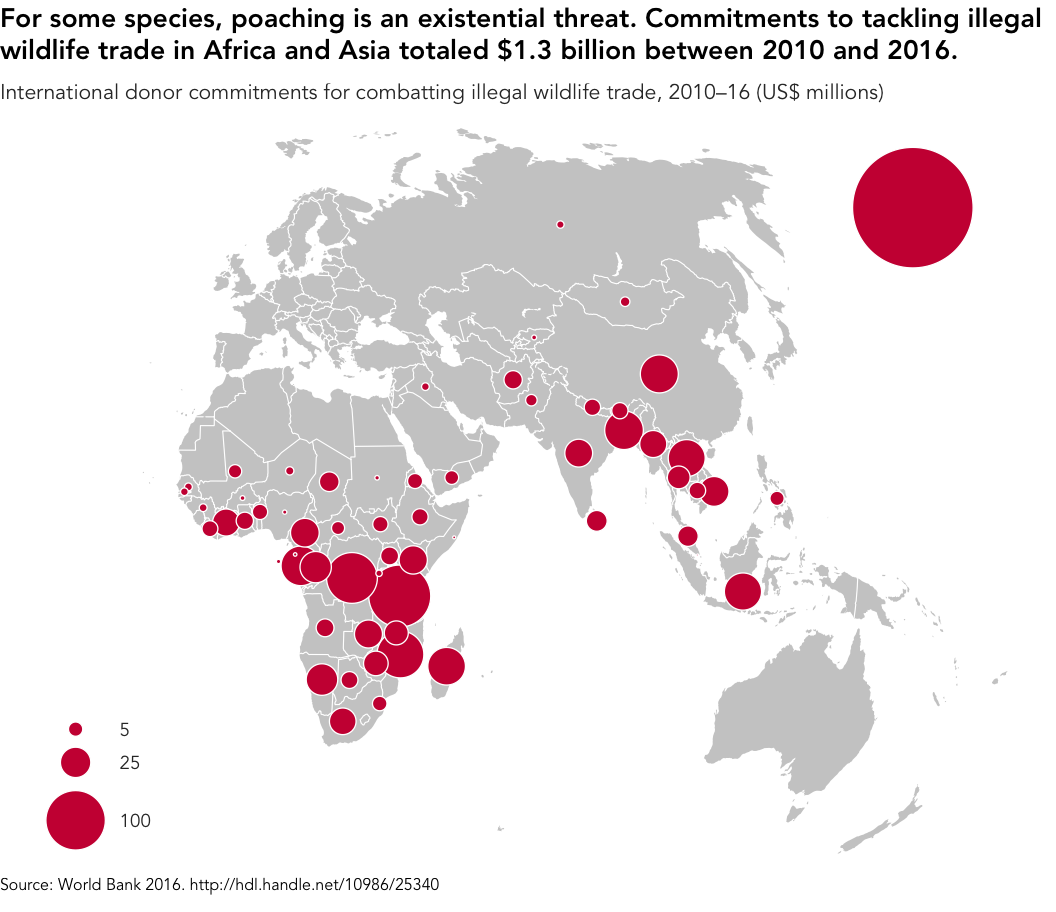 For some species, poaching is an existential threat. Commitments to tackling illegal
wildlife trade in Africa and Asia totaled $1.3 billion between 2010 and 2016.
International donor commitments for combatting illegal wildlife trade, 2010–16 (US$ millions)
5
25
100
Source: World Bank 2016. http://hdl.handle.net/10986/25340